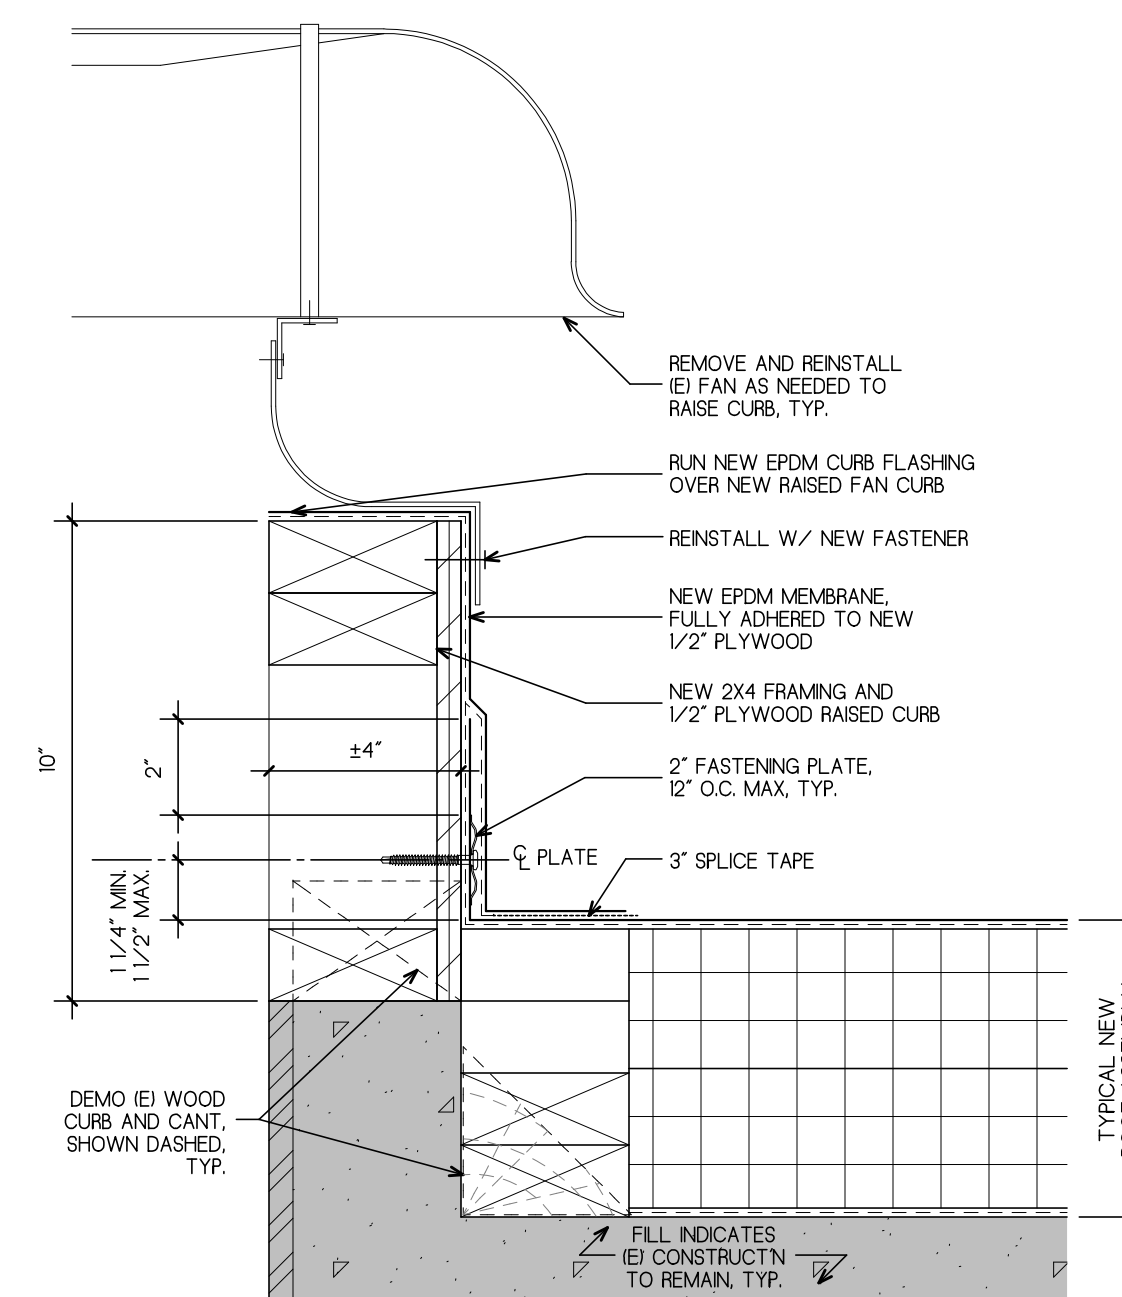 REMOVE AND REINSTALL
(E) FAN AS NEEDED TO
RAISE CURB, TYP.
RUN NEW EPDM CURB FLASHING
OVER NEW RAISED FAN CURB
REINSTALL W/ NEW FASTENER
NEW EPDM MEMBRANE,
FULLY ADHERED TO NEW
1/2" PLYWOOD
NEW 2X4 FRAMING AND
1/2" PLYWOOD RAISED CURB
10"
2"
±4"
2" FASTENING PLATE,
12" O.C. MAX, TYP.
℄ PLATE
3" SPLICE TAPE
1 1/4" MIN.
1 1/2" MAX.
DEMO (E) WOOD
CURB AND CANT,
SHOWN DASHED,
TYP.
TYPICAL NEW
FILL INDICATES
(E) CONSTRUCT'N
TO REMAIN, TYP.